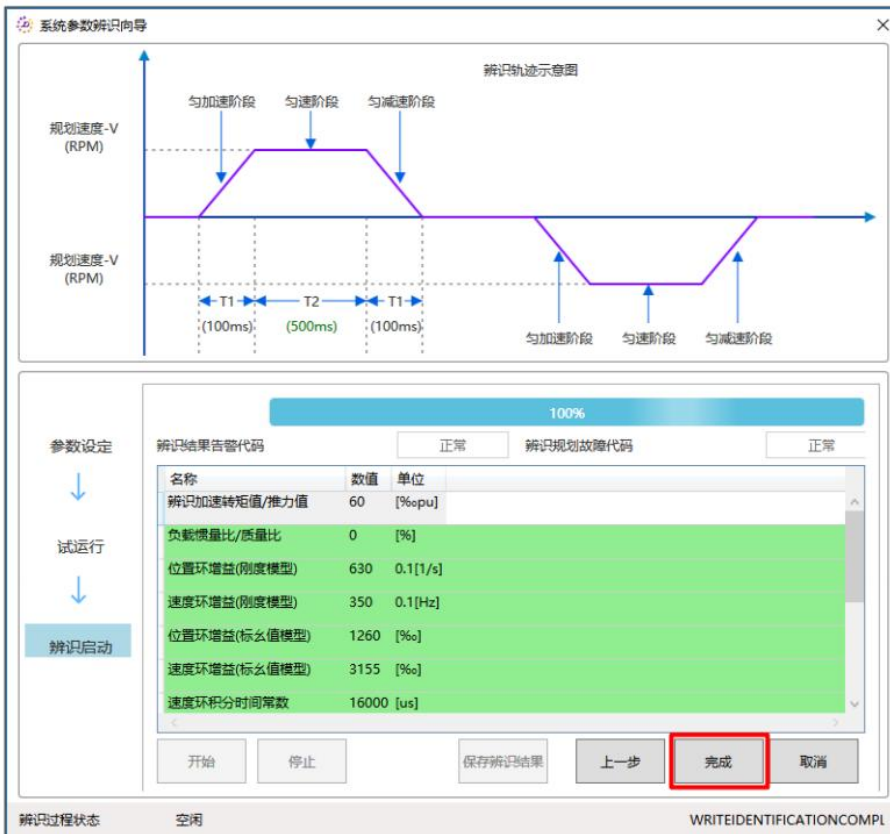 系统参数辨识向导
辨识轨迹示意图
匀加速阶段 匀速阶段 匀减速阶段
规划速度-V
(RPM)
规划速度-V
(RPM)
T1 T2 T1
(100ms) (500ms) (100ms)
匀加速阶段 匀速阶段 匀减速阶段
100%
参数设定
试运行
辨识启动
辨识结果告警代码 正常 辨识规划故障代码 正常
名称 数值 单位
辨识加速转矩值/推力值 60 [‰pu]
负载惯量比/质量比 0 [%]
位置环增益(刚度模型) 630 0.1[1/s]
速度环增益(刚度模型) 350 0.1[Hz]
位置环增益(标幺值模型) 1260 [‰]
速度环增益(标幺值模型) 3155 [‰]
速度环积分时间常数 16000 [us]
开始 停止 保存辨识结果 上一步 完成 取消
辨识过程状态 空闲 WRITEIDENTIFICATIONCOMPL